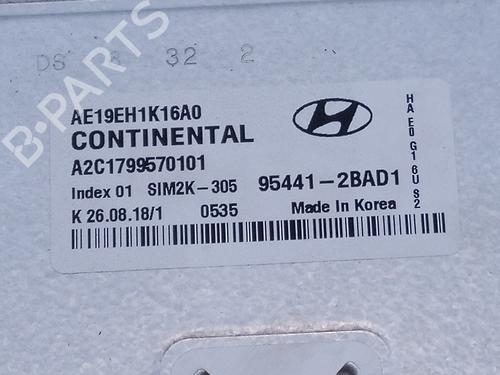 DS 8 32 2
AE19EH1K16A0
CONTINENTAL
A2C1799570101
Index 01 SIM2K-305 95441-2BAD1
K 26.08.18/1 0535 Made In Korea
HA E0 G1 6U S2
B-PARTS